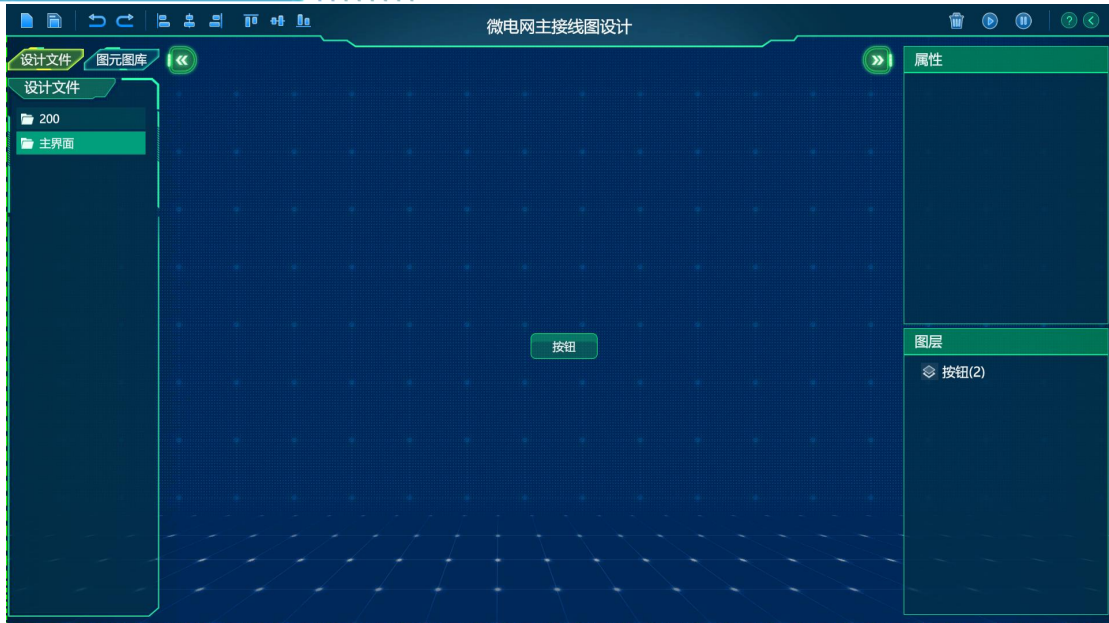 微电网主接线图设计
?
设计文件
图元图库
属性
设计文件
200
主界面
按钮
图层
按钮(2)